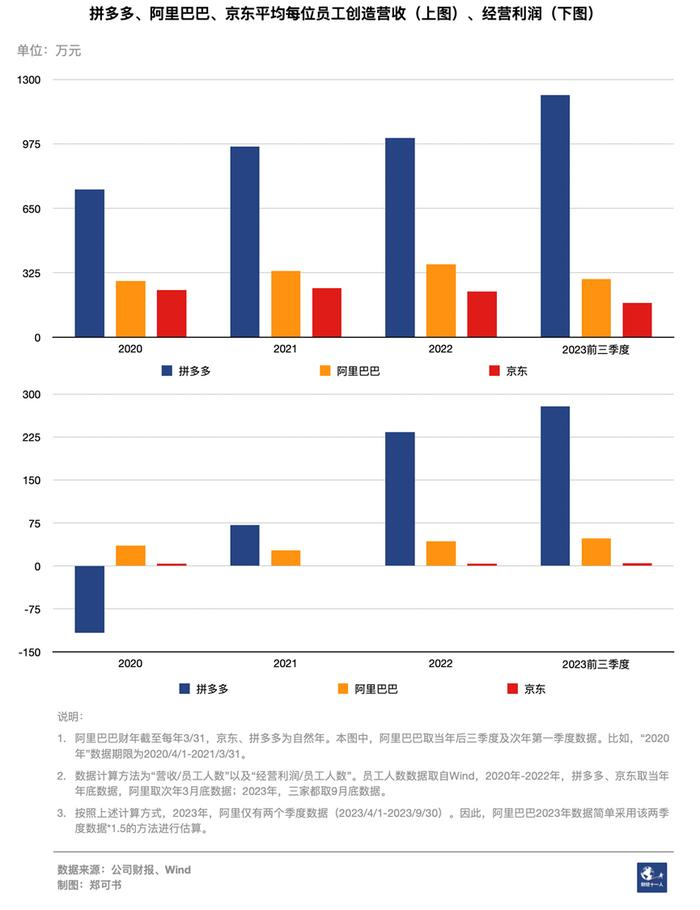 拼多多、阿里巴巴、京东平均每位员工创造营收（上图）、经营利润（下图）
单位：万元
1300
975
650
325
0
2020
2021
2022
2023前三季度
拼多多
阿里巴巴
京东
300
225
150
75
0
-75
-150
2020
2021
2022
2023前三季度
拼多多
阿里巴巴
京东
说明：
1. 阿里巴巴财年截至每年3/31，京东、拼多多为自然年。本图中，阿里巴巴取当年后三季度及次年第一季度数据。比如，“2020
年”数据期限为2020/4/1-2021/3/31。
2. 数据计算方法为“营收/员工人数”以及“经营利润/员工人数”。员工人数数据取自Wind，2020年-2022年，拼多多、京东取当年
年底数据，阿里取次年3月底数据；2023年，三家都取9月底数据。
3. 按照上述计算方式，2023年，阿里仅有两个季度数据（2023/4/1-2023/9/30）。因此，阿里巴巴2023年数据简单采用该两季
度数据*1.5的方法进行估算。
数据来源：公司财报、Wind
制图：郑可书
财经十一人